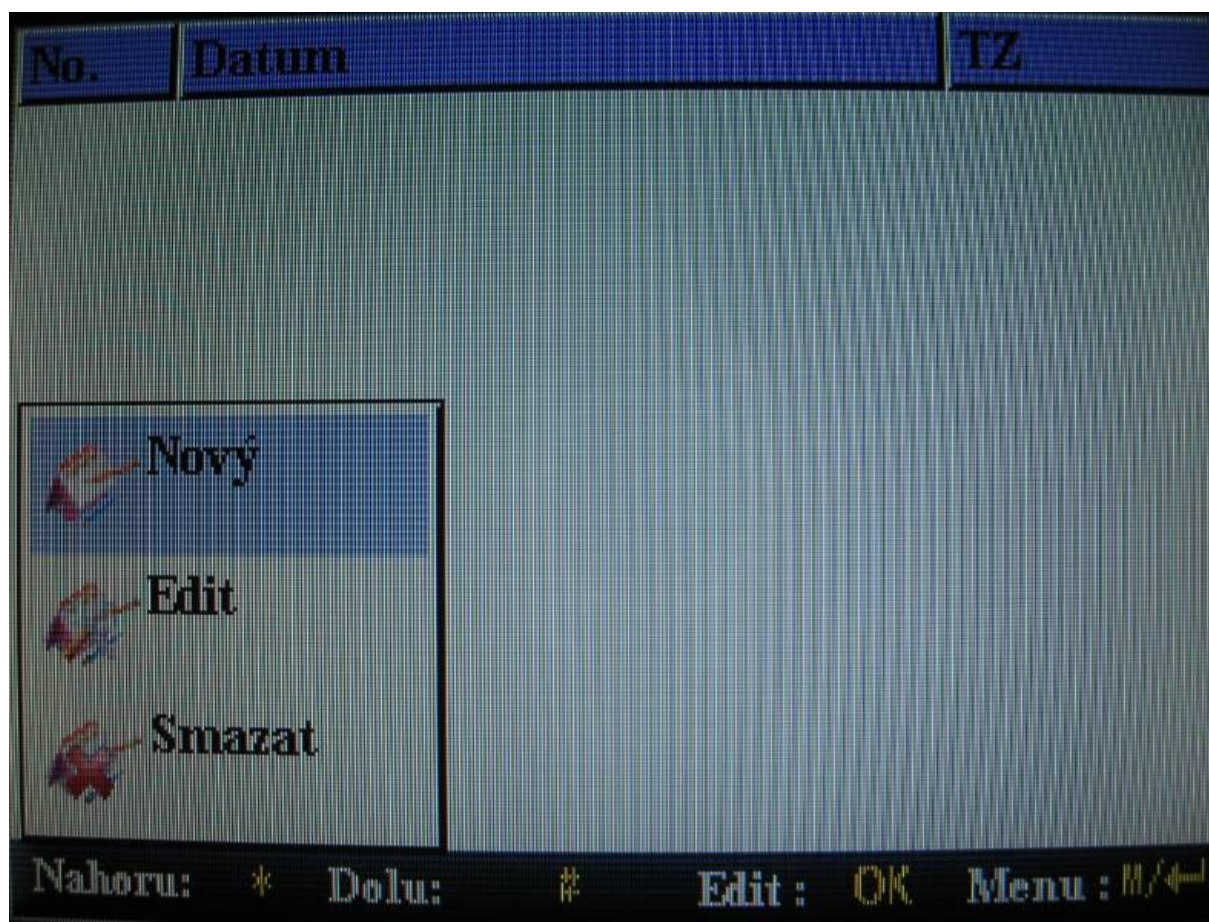 No. Datum TZ
Nový
Edit
Smazat
Nahoru: * Dolu: # Edit : OK Menu : M/↵